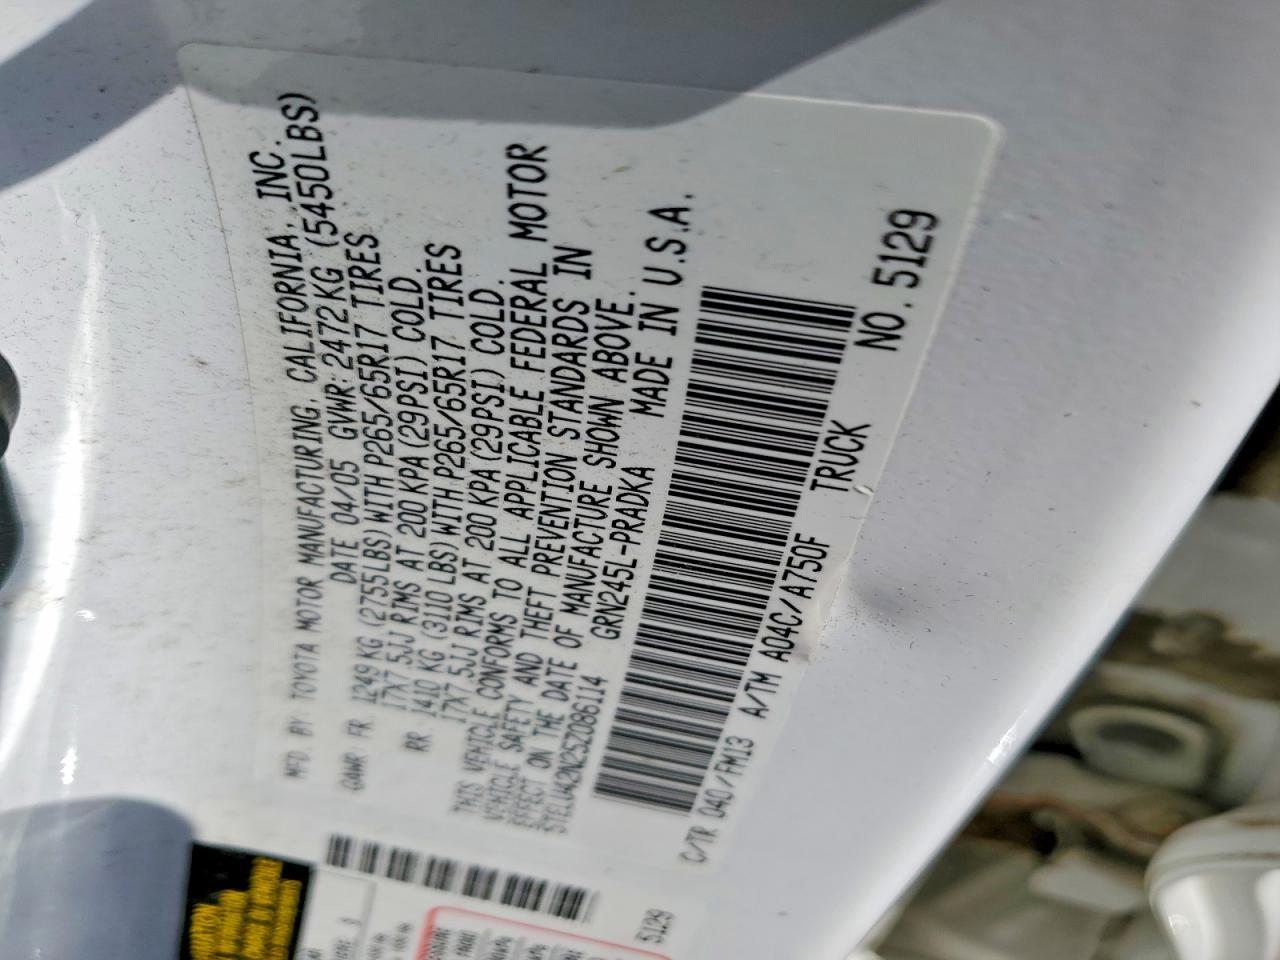 MFD. BY TOYOTA MOTOR MANUFACTURING, CALIFORNIA, INC.
DATE 04/05 GVWR: 2472 KG (5450LBS)
GAWR: FR. 1249 KG (2755LBS) WITH P265/65R17 TIRES
17X7.5JJ RIMS AT 200 KPA (29PSI) COLD.
RR 1410 KG (3110 LBS) WITH P265/65R17 TIRES
17X7.5JJ RIMS AT 200 KPA (29PSI) COLD.
THIS VEHICLE CONFORMS TO ALL APPLICABLE FEDERAL MOTOR
VEHICLE SAFETY AND THEFT PREVENTION STANDARDS IN
EFFECT ON THE DATE OF MANUFACTURE SHOWN ABOVE.
5TELU42N25Z086114 GRN245L-PRADKA MADE IN U.S.A.
C/TR 040/FM13 A/TM A04C/A750F TRUCK NO. 5129
5129